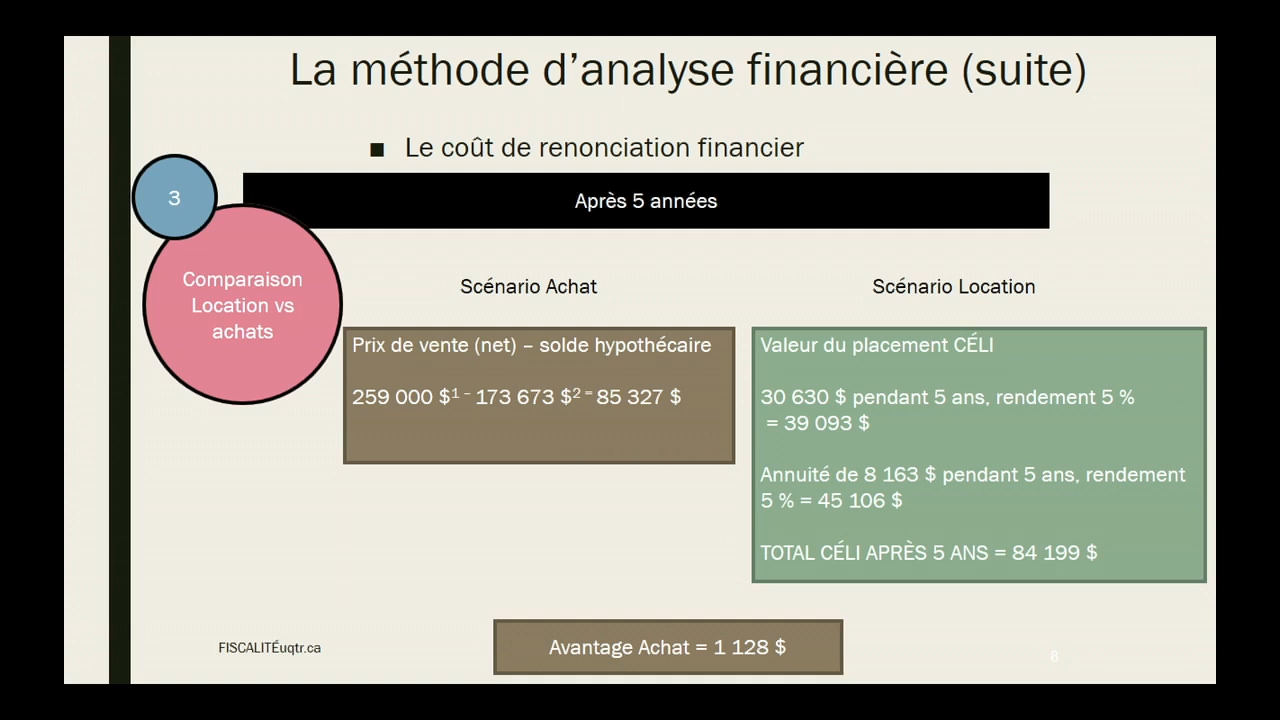 La méthode d’analyse financière (suite)
■ Le coût de renonciation financier
3
Après 5 années
Comparaison
Location vs
achats
Scénario Achat
Scénario Location
Prix de vente (net) – solde hypothécaire
259 000 $¹ – 173 673 $² = 85 327 $
Valeur du placement CÉLI
30 630 $ pendant 5 ans, rendement 5 %
= 39 093 $
Annuité de 8 163 $ pendant 5 ans, rendement
5 % = 45 106 $
TOTAL CÉLI APRÈS 5 ANS = 84 199 $
Avantage Achat = 1 128 $
FISCALITÉuqtr.ca
8